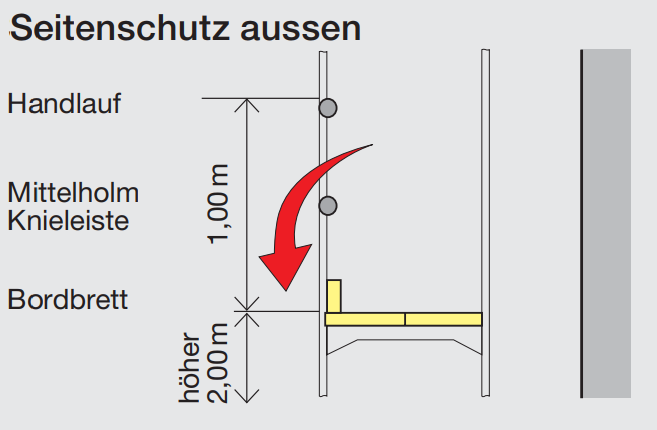 Seitenschutz aussen
Handlauf
Mittelholm
Knieleiste
Bordbrett
1,00 m
höher
2,00 m